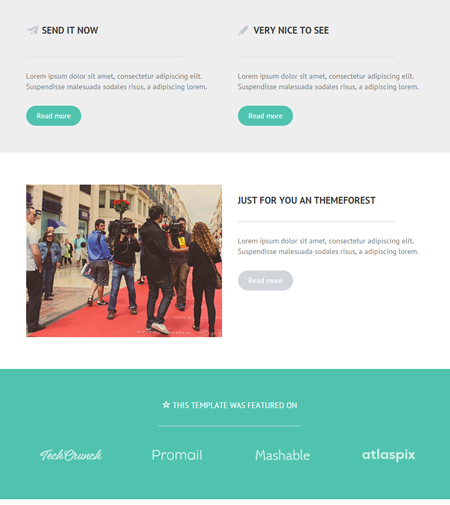 SEND IT NOW
Lorem ipsum dolor sit amet, consectetur adipiscing elit.
Suspendisse malesuada sodales risus, a adipiscing lorem.
Read more
VERY NICE TO SEE
Lorem ipsum dolor sit amet, consectetur adipiscing elit.
Suspendisse malesuada sodales risus, a adipiscing lorem.
Read more
JUST FOR YOU AN THEMEFOREST
Lorem ipsum dolor sit amet, consectetur adipiscing elit.
Suspendisse malesuada sodales risus, a adipiscing lorem.
Read more
THIS TEMPLATE WAS FEATURED ON
TechCrunch
Promail
Mashable
atlaspix